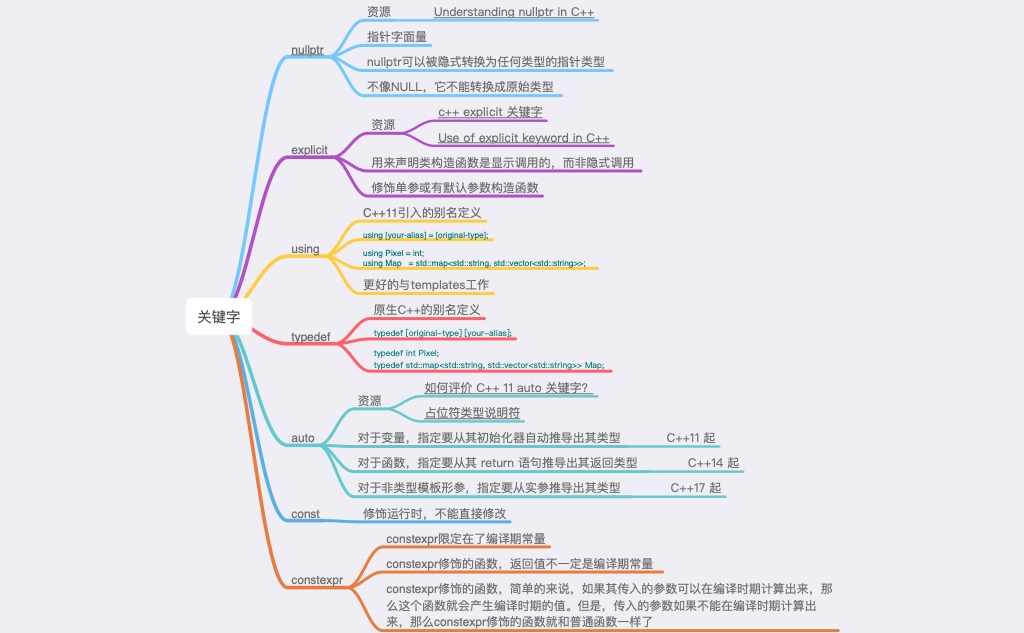 关键字
nullptr
资源
Understanding nullptr in C++
指针字面量
nullptr可以被隐式转换为任何类型的指针类型
不像NULL，它不能转换成原始类型
explicit
资源
c++ explicit 关键字
Use of explicit keyword in C++
用来声明类构造函数是显示调用的，而非隐式调用
修饰单参或有默认参数构造函数
using
C++11引入的别名定义
using [your-alias] = [original-type];
using Pixel = int;
using Map = std::map<std::string, std::vector<std::string>>;
更好的与templates工作
typedef
原生C++的别名定义
typedef [original-type] [your-alias];
typedef int Pixel;
typedef std::map<std::string, std::vector<std::string>> Map;
auto
资源
如何评价 C++ 11 auto 关键字？
占位符类型说明符
对于变量，指定要从其初始化器自动推导出其类型
C++11 起
对于函数，指定要从其 return 语句推导出其返回类型
C++14 起
对于非类型模板形参，指定要从实参推导出其类型
C++17 起
const
修饰运行时，不能直接修改
constexpr
constexpr限定在了编译期常量
constexpr修饰的函数，返回值不一定是编译期常量
constexpr修饰的函数，简单的来说，如果其传入的参数可以在编译时期计算出来，那
么这个函数就会产生编译时期的值。但是，传入的参数如果不能在编译时期计算出
来，那么constexpr修饰的函数就和普通函数一样了